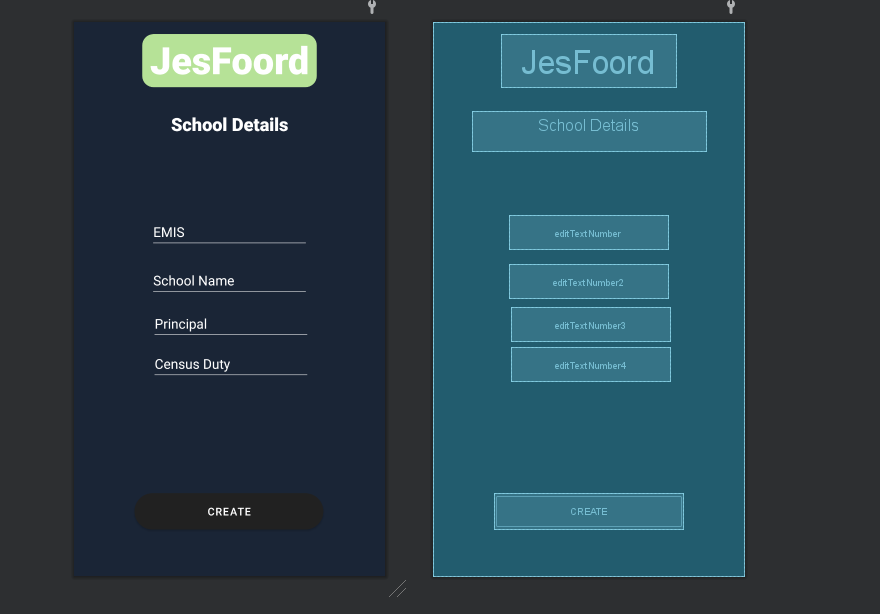 JesFoord
School Details
EMIS
School Name
Principal
Census Duty
CREATE
JesFoord
School Details
editTextNumber
editTextNumber2
editTextNumber3
editTextNumber4
CREATE